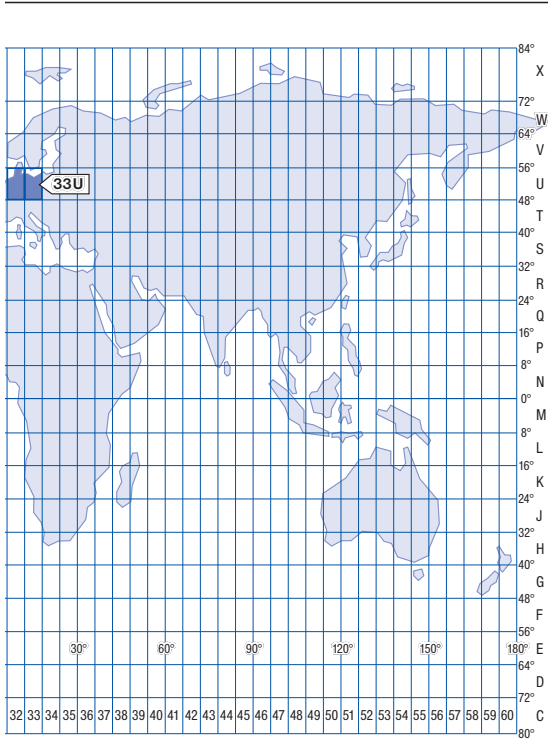 84°
X
72°
W
64°
V
56°
33U
U
48°
T
40°
S
32°
R
24°
Q
16°
P
8°
N
0°
M
8°
L
16°
K
24°
J
32°
H
40°
G
48°
F
56°
30° 60° 90° 120° 150° 180° E
64°
D
72°
32 33 34 35 36 37 38 39 40 41 42 43 44 45 46 47 48 49 50 51 52 53 54 55 56 57 58 59 60 C
80°